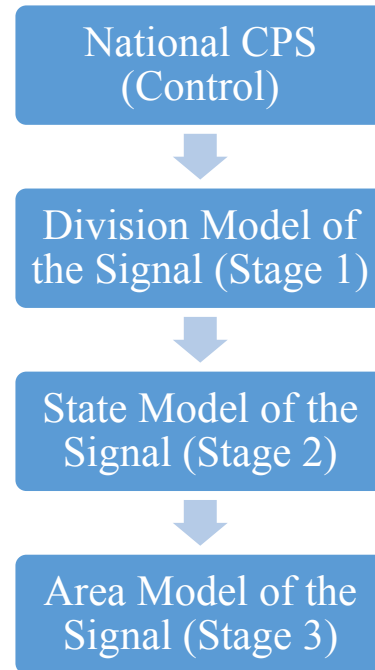 National CPS
(Control)
Division Model of
the Signal (Stage 1)
State Model of the
Signal (Stage 2)
Area Model of the
Signal (Stage 3)